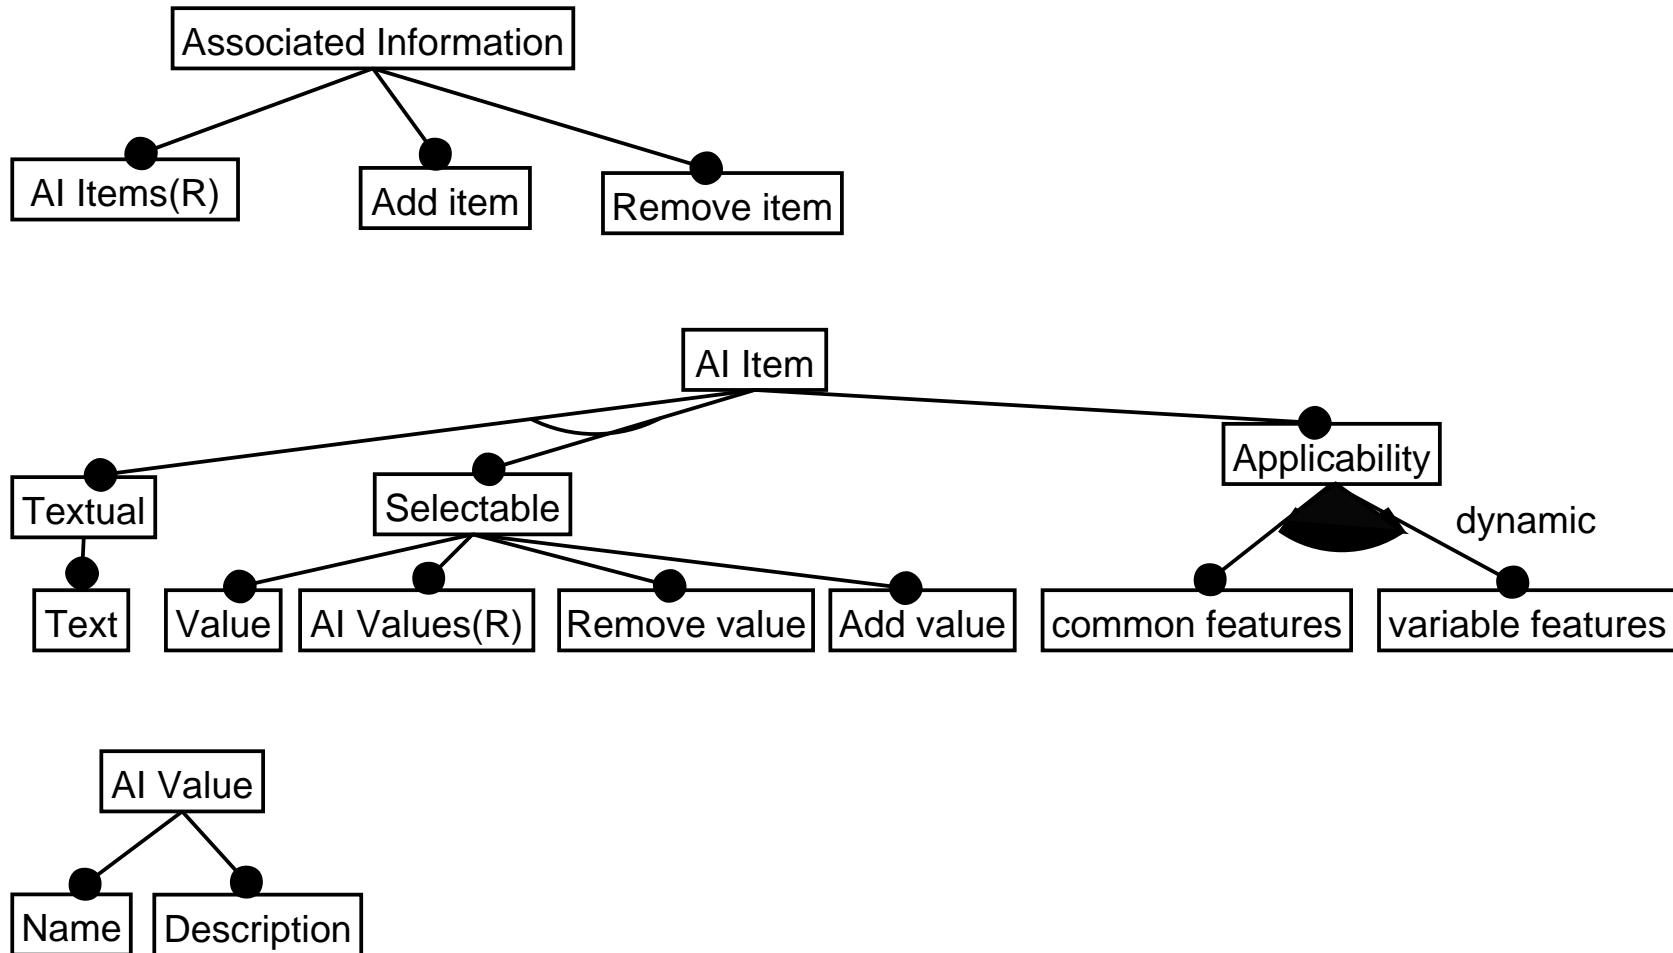 Associated Information
AI Items(R)
Add item
Remove item
AI Item
Applicability
Textual
Selectable
dynamic
Text
Value
AI Values(R)
Remove value
Add value
common features
variable features
AI Value
Name
Description